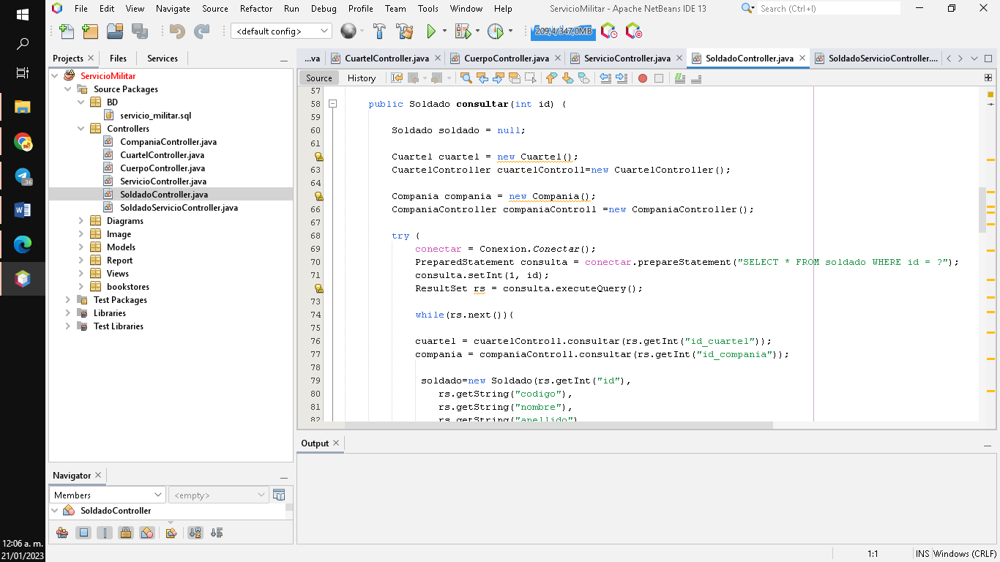 File Edit View Navigate Source Refactor Run Debug Profile Team Tools Window Help
ServicioMilitar - Apache NetBeans IDE 13
Search (Ctrl+I)
<default config>
209,4/347,0MB
Projects Files Services
ServicioMilitar
Source Packages
BD
servicio_militar.sql
Controllers
CompaniaController.java
CuartelController.java
CuerpoController.java
ServicioController.java
SoldadoController.java
SoldadoServicioController.java
Diagrams
Image
Models
Report
Views
bookstores
Test Packages
Libraries
Test Libraries
...va CuartelController.java CuerpoController.java ServicioController.java SoldadoController.java SoldadoServicioController....
Source History
57
58 public Soldado consultar(int id) {
59
60 Soldado soldado = null;
61
Cuartel cuartel = new Cuartel();
63 CuartelController cuartelControll=new CuartelController();
64
Compania compania = new Compania();
66 CompaniaController companiaControll =new CompaniaController();
67
68 try {
69 conectar = Conexion.Conectar();
70 PreparedStatement consulta = conectar.prepareStatement("SELECT * FROM soldado WHERE id = ?");
71 consulta.setInt(1, id);
ResultSet rs = consulta.executeQuery();
73
74 while(rs.next()){
75
76 cuartel = cuartelControll.consultar(rs.getInt("id_cuartel"));
77 compania = companiaControll.consultar(rs.getInt("id_compania"));
78
79 soldado=new Soldado(rs.getInt("id"),
80 rs.getString("codigo"),
81 rs.getString("nombre"),
82 rs.getString("apellido")
Output
Navigator
Members
<empty>
SoldadoController
36
12:06 a. m.
21/01/2023
1:1 INS Windows (CRLF)